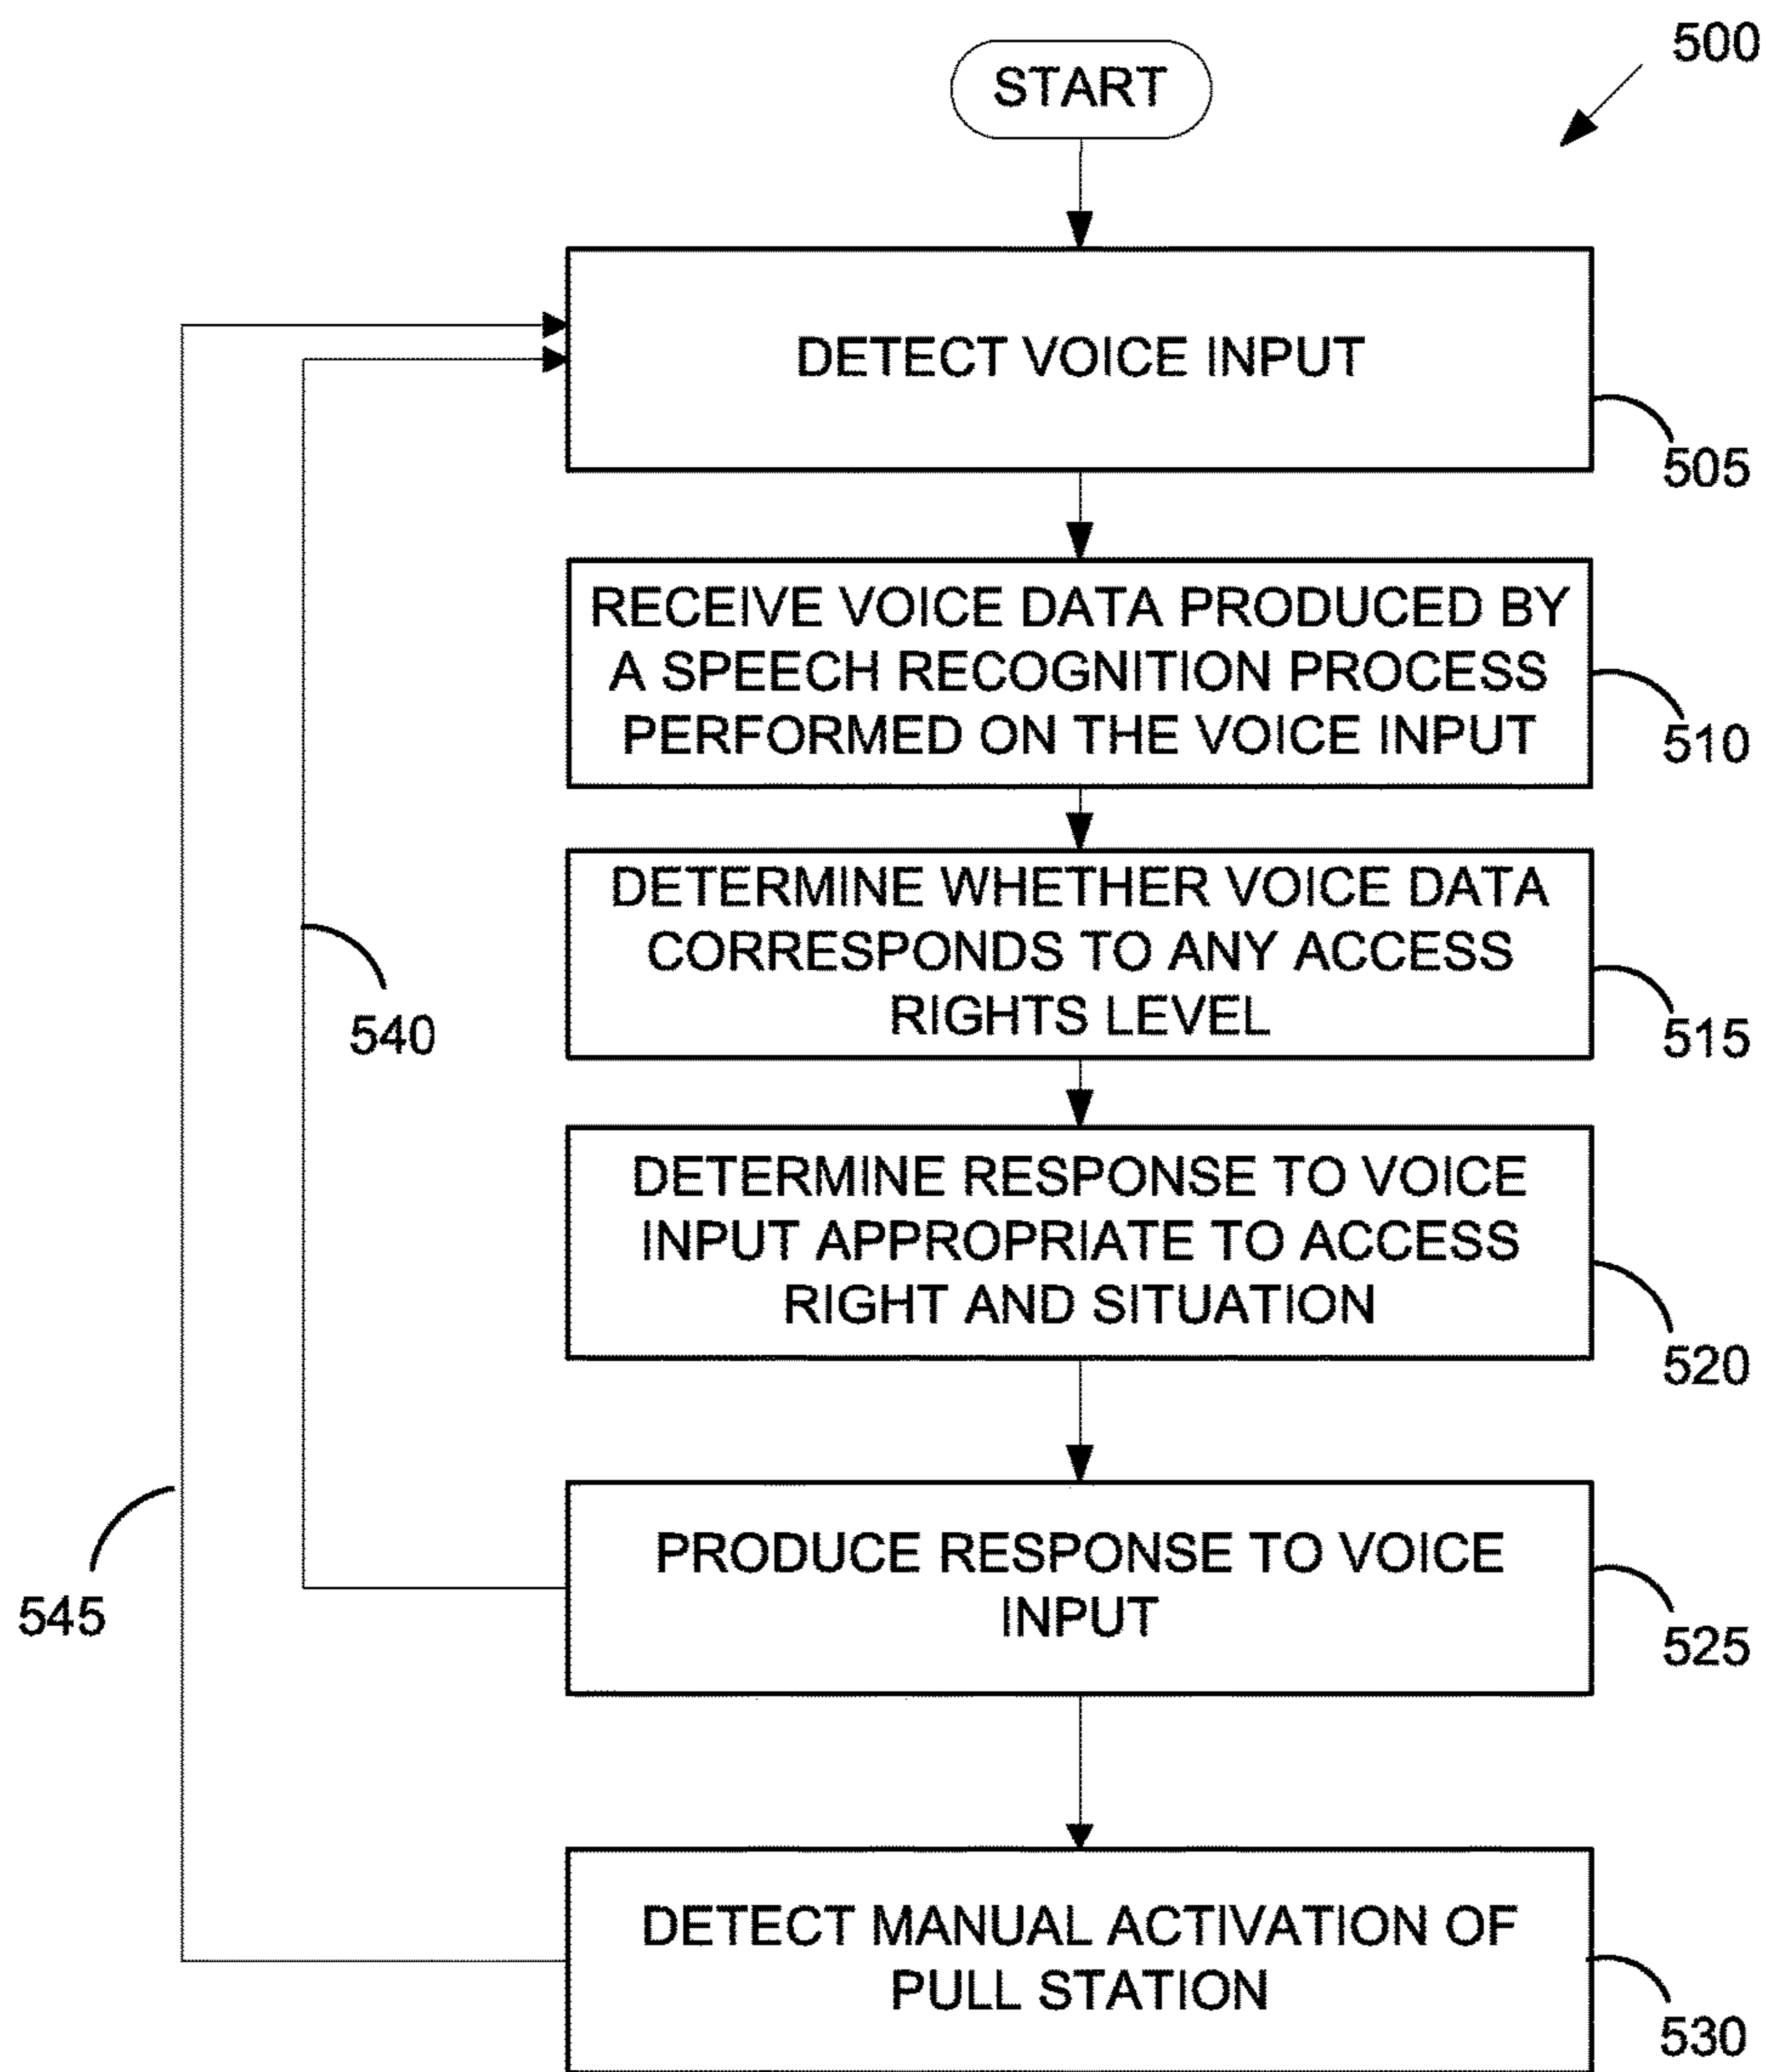 500
START
DETECT VOICE INPUT
505
RECEIVE VOICE DATA PRODUCED BY
A SPEECH RECOGNITION PROCESS
PERFORMED ON THE VOICE INPUT
510
DETERMINE WHETHER VOICE DATA
CORRESPONDS TO ANY ACCESS
RIGHTS LEVEL
515
540
DETERMINE RESPONSE TO VOICE
INPUT APPROPRIATE TO ACCESS
RIGHT AND SITUATION
520
PRODUCE RESPONSE TO VOICE
INPUT
525
545
DETECT MANUAL ACTIVATION OF
PULL STATION
530